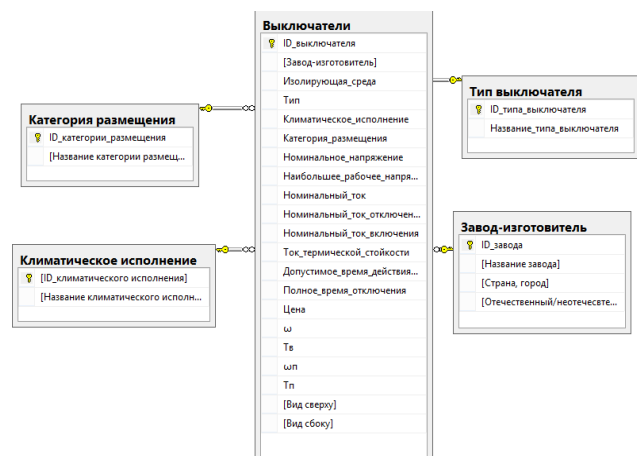 Выключатели
ID_выключателя
[Завод-изготовитель]
Изолирующая_среда
Тип
Климатическое_исполнение
Категория_размещения
Номинальное_напряжение
Наибольшее_рабочее_напря...
Номинальный_ток
Номинальный_ток_отключен...
Номинальный_ток_включения
Ток_термической_стойкости
Допустимое_время_действия...
Полное_время_отключения
Цена
ω
Тв
ωп
Тп
[Вид сверху]
[Вид сбоку]
Категория размещения
ID_категории_размещения
[Название категории размещ...
Климатическое исполнение
[ID_климатического исполнения]
[Название климатического исполн...
Тип выключателя
ID_типа_выключателя
Название_типа_выключателя
Завод-изготовитель
ID_завода
[Название завода]
[Страна, город]
[Отечественный/неотечесвте...